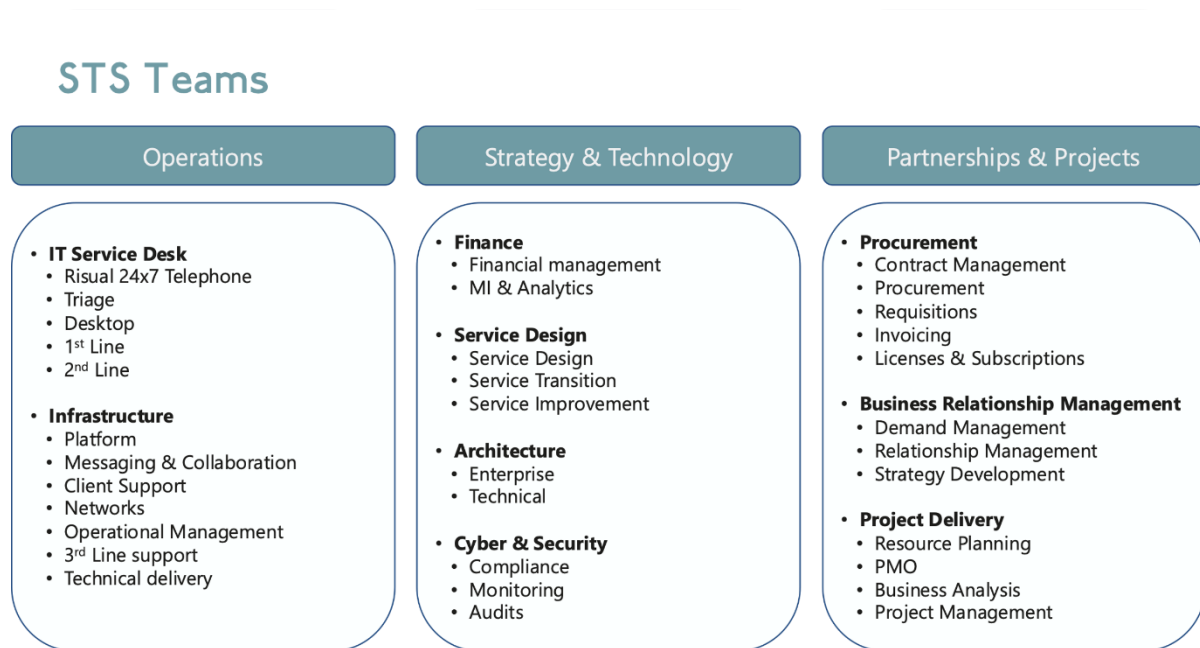 STS Teams
Operations
• IT Service Desk
• Risual 24x7 Telephone
• Triage
• Desktop
• 1st Line
• 2nd Line
• Infrastructure
• Platform
• Messaging & Collaboration
• Client Support
• Networks
• Operational Management
• 3rd Line support
• Technical delivery
Strategy & Technology
• Finance
• Financial management
• MI & Analytics
• Service Design
• Service Design
• Service Transition
• Service Improvement
• Architecture
• Enterprise
• Technical
• Cyber & Security
• Compliance
• Monitoring
• Audits
Partnerships & Projects
• Procurement
• Contract Management
• Procurement
• Requisitions
• Invoicing
• Licenses & Subscriptions
• Business Relationship Management
• Demand Management
• Relationship Management
• Strategy Development
• Project Delivery
• Resource Planning
• PMO
• Business Analysis
• Project Management